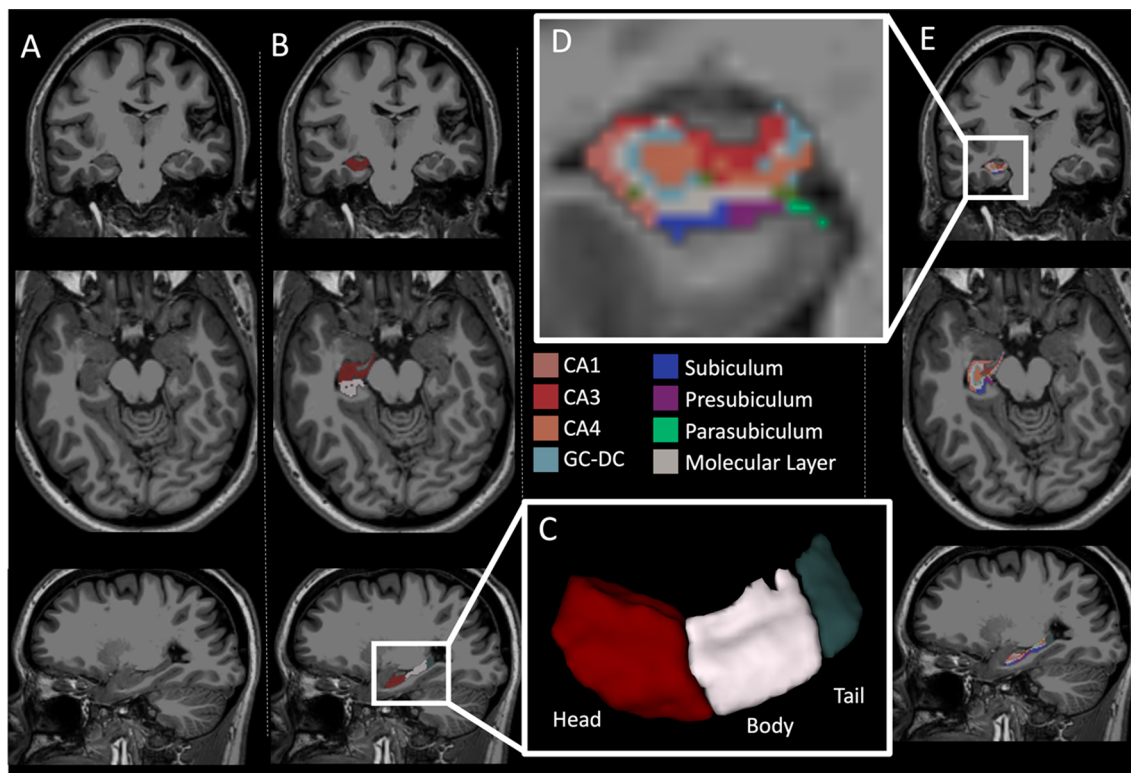 A
B
D
E
CA1
CA3
CA4
GC-DC
Subiculum
Presubiculum
Parasubiculum
Molecular Layer
C
Head
Body
Tail